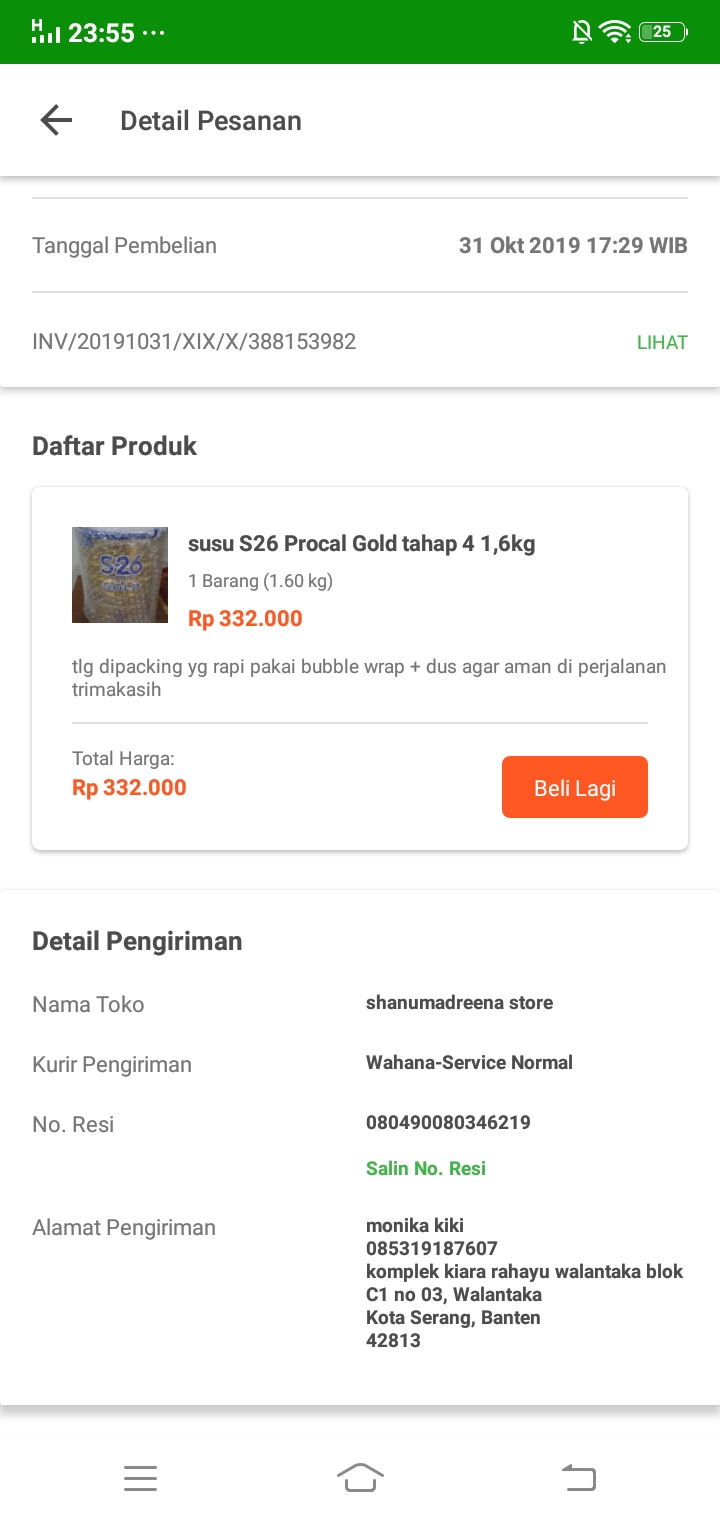 H 23:55 ...
25
Detail Pesanan
Tanggal Pembelian 31 Okt 2019 17:29 WIB
INV/20191031/XIX/X/388153982 LIHAT
Daftar Produk
S-26
GOLD
susu S26 Procal Gold tahap 4 1,6kg
1 Barang (1.60 kg)
Rp 332.000
tlg dipacking yg rapi pakai bubble wrap + dus agar aman di perjalanan
trimakasih
Total Harga:
Rp 332.000
Beli Lagi
Detail Pengiriman
Nama Toko shanumadreena store
Kurir Pengiriman Wahana-Service Normal
No. Resi 080490080346219
Salin No. Resi
Alamat Pengiriman monika kiki
085319187607
komplek kiara rahayu walantaka blok
C1 no 03, Walantaka
Kota Serang, Banten
42813